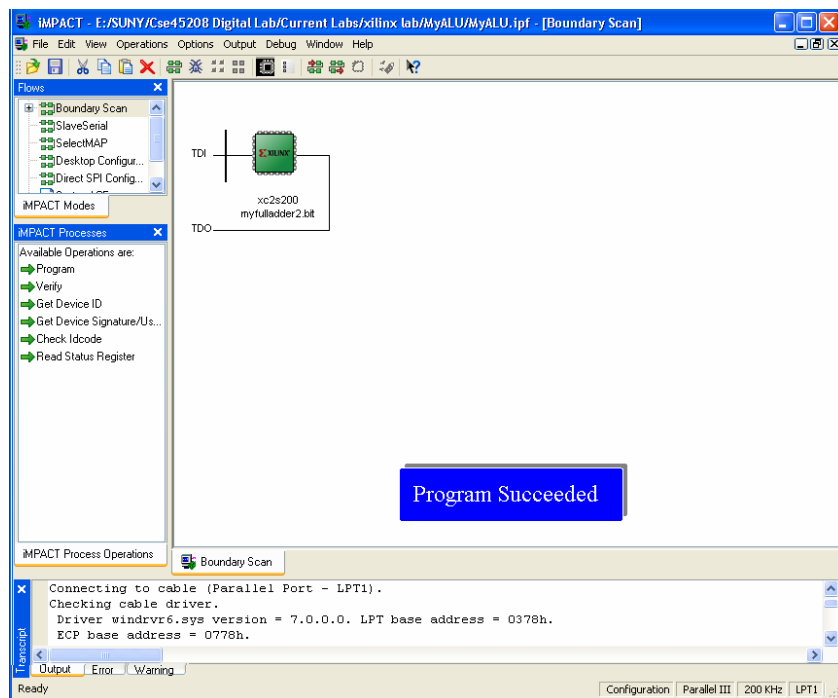 iMPACT - E:/SUNY/Cse45208 Digital Lab/Current Labs/xilinx lab/MyALU/MyALU.ipf - [Boundary Scan]
File Edit View Operations Options Output Debug Window Help
Flows
Boundary Scan
SlaveSerial
SelectMAP
Desktop Configur...
Direct SPI Config...
iMPACT Modes
iMPACT Processes
Available Operations are:
Program
Verify
Get Device ID
Get Device Signature/Us...
Check Idcode
Read Status Register
iMPACT Process Operations
TDI
XILINX
xc2s200
myfulladder2.bit
TDO
Program Succeeded
Boundary Scan
Transcript
Connecting to cable (Parallel Port - LPT1).
Checking cable driver.
Driver windrvr6.sys version = 7.0.0.0. LPT base address = 0378h.
ECP base address = 0778h.
Output Error Warning
Ready
Configuration Parallel III 200 KHz LPT1